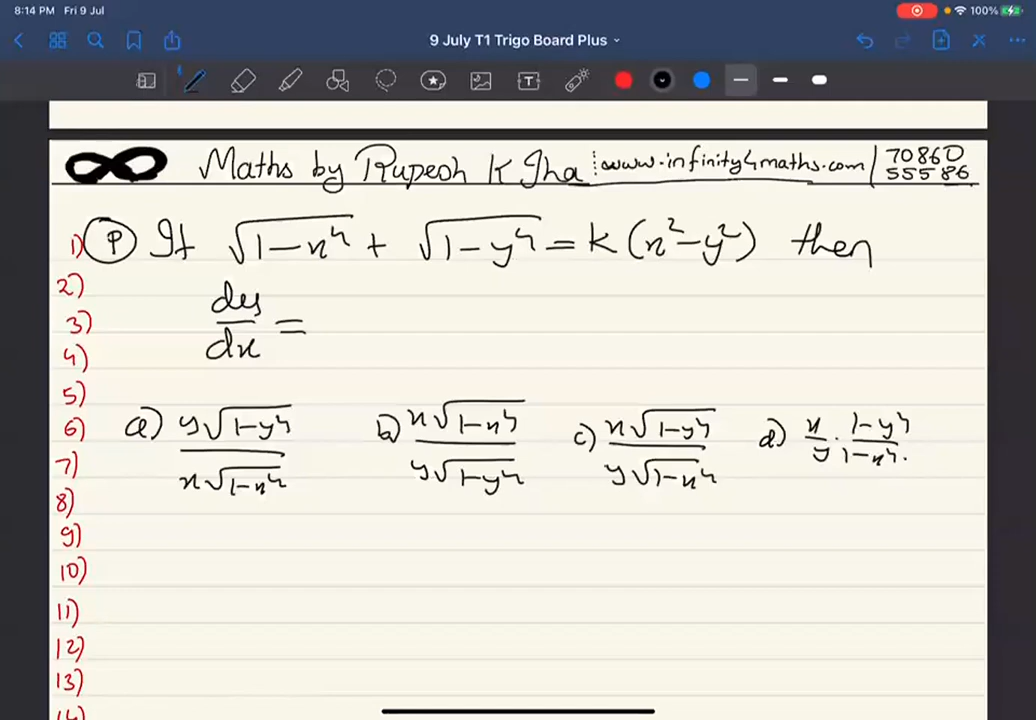 8:14 PM Fri 9 Jul 100%
9 July T1 Trigo Board Plus
Maths by Rupesh K Jha www.infinity4maths.com / 70860 55586
1) (P) If √(1-x⁴) + √(1-y⁴) = k(x²-y²) then
2)
3) dy/dx =
4)
5)
6) a) y√(1-y⁴) / x√(1-x⁴) b) x√(1-x⁴) / y√(1-y⁴) c) x√(1-y⁴) / y√(1-x⁴) d) x/y · (1-y⁴)/(1-x⁴).
7)
8)
9)
10)
11)
12)
13)
14)